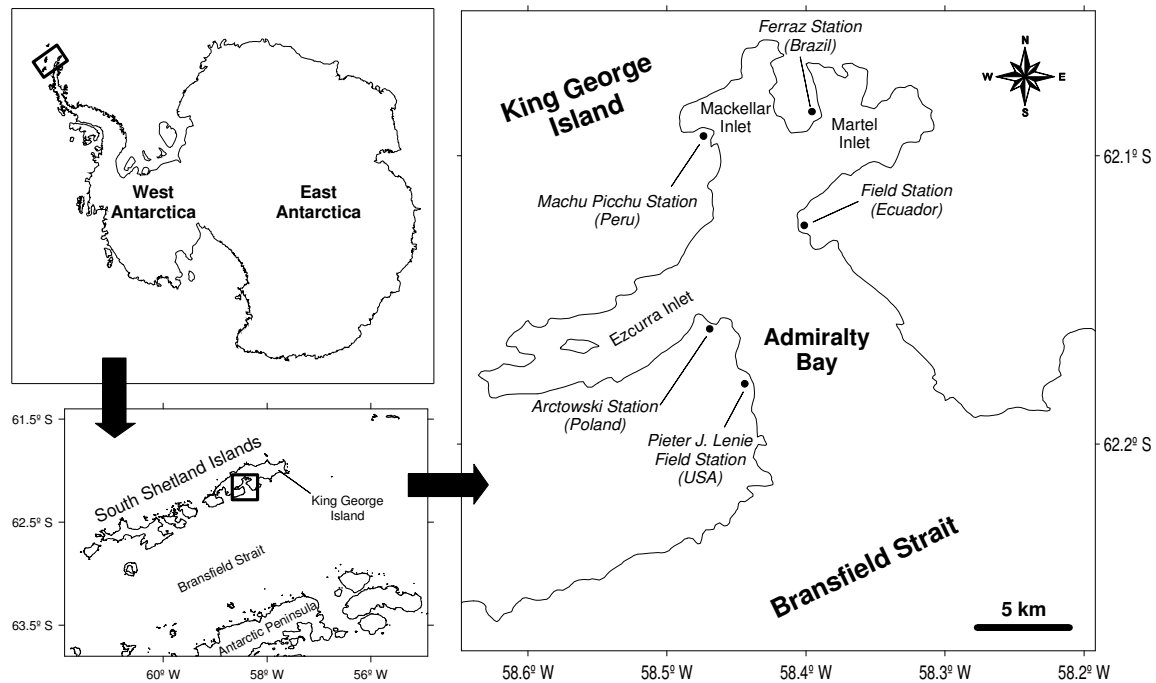 West
Antarctica
East
Antarctica
61.5º S
62.5º S
63.5º S
South Shetland Islands
King George
Island
Bransfield Strait
Antarctic Peninsula
60º W
58º W
56º W
King George
Island
Ferraz Station
(Brazil)
N
W
E
S
Mackellar
Inlet
Martel
Inlet
62.1º S
Machu Picchu Station
(Peru)
Field Station
(Ecuador)
Ezcurra Inlet
Admiralty
Bay
Arctowski Station
(Poland)
Pieter J. Lenie
Field Station
(USA)
62.2º S
Bransfield Strait
5 km
58.6º W
58.5º W
58.4º W
58.3º W
58.2º W